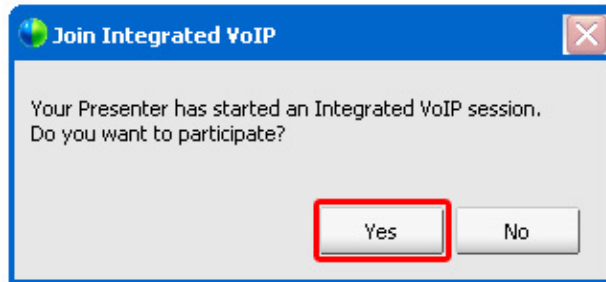 Join Integrated VoIP
Your Presenter has started an Integrated VoIP session.
Do you want to participate?
Yes
No